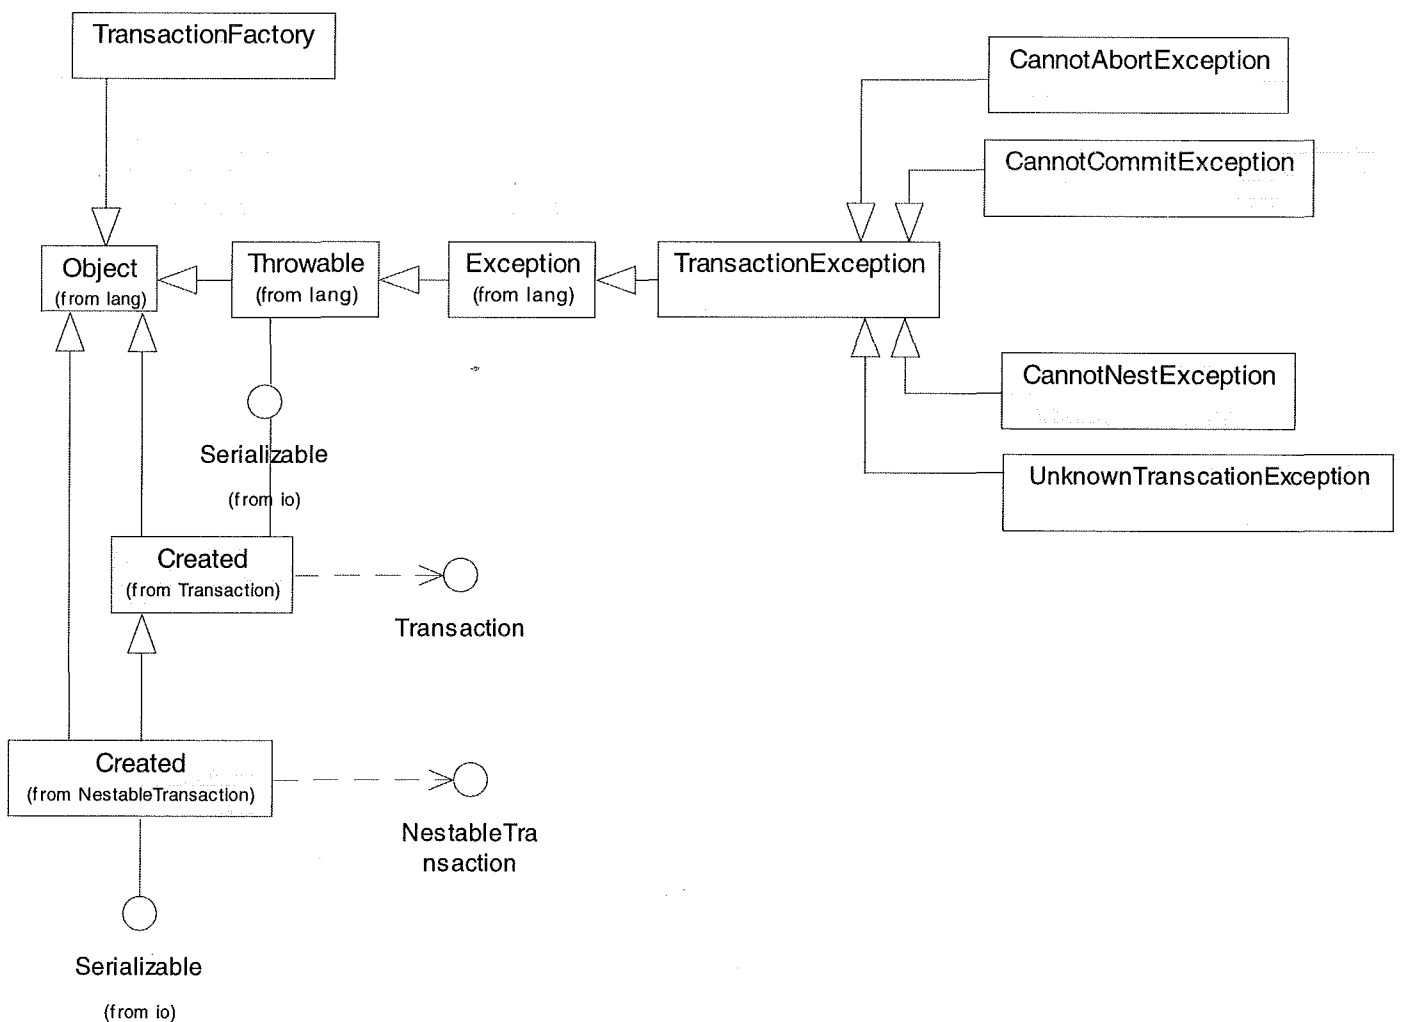 TransactionFactory
CannotAbortException
CannotCommitException
Object
(from lang)
Throwable
(from lang)
Exception
(from lang)
TransactionException
CannotNestException
Serializable
(from io)
UnknownTranscationException
Created
(from Transaction)
Transaction
Created
(from NestableTransaction)
NestableTra
nsaction
Serializable
(from io)